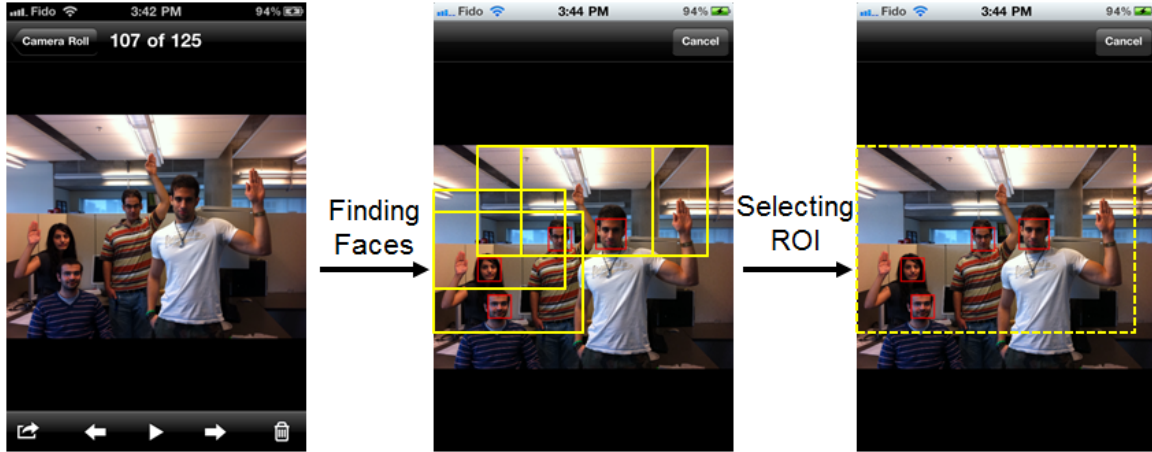 Fido 3:42 PM 94%
Camera Roll 107 of 125
Finding
Faces
Fido 3:44 PM 94%
Cancel
Selecting
ROI
Fido 3:44 PM 94%
Cancel